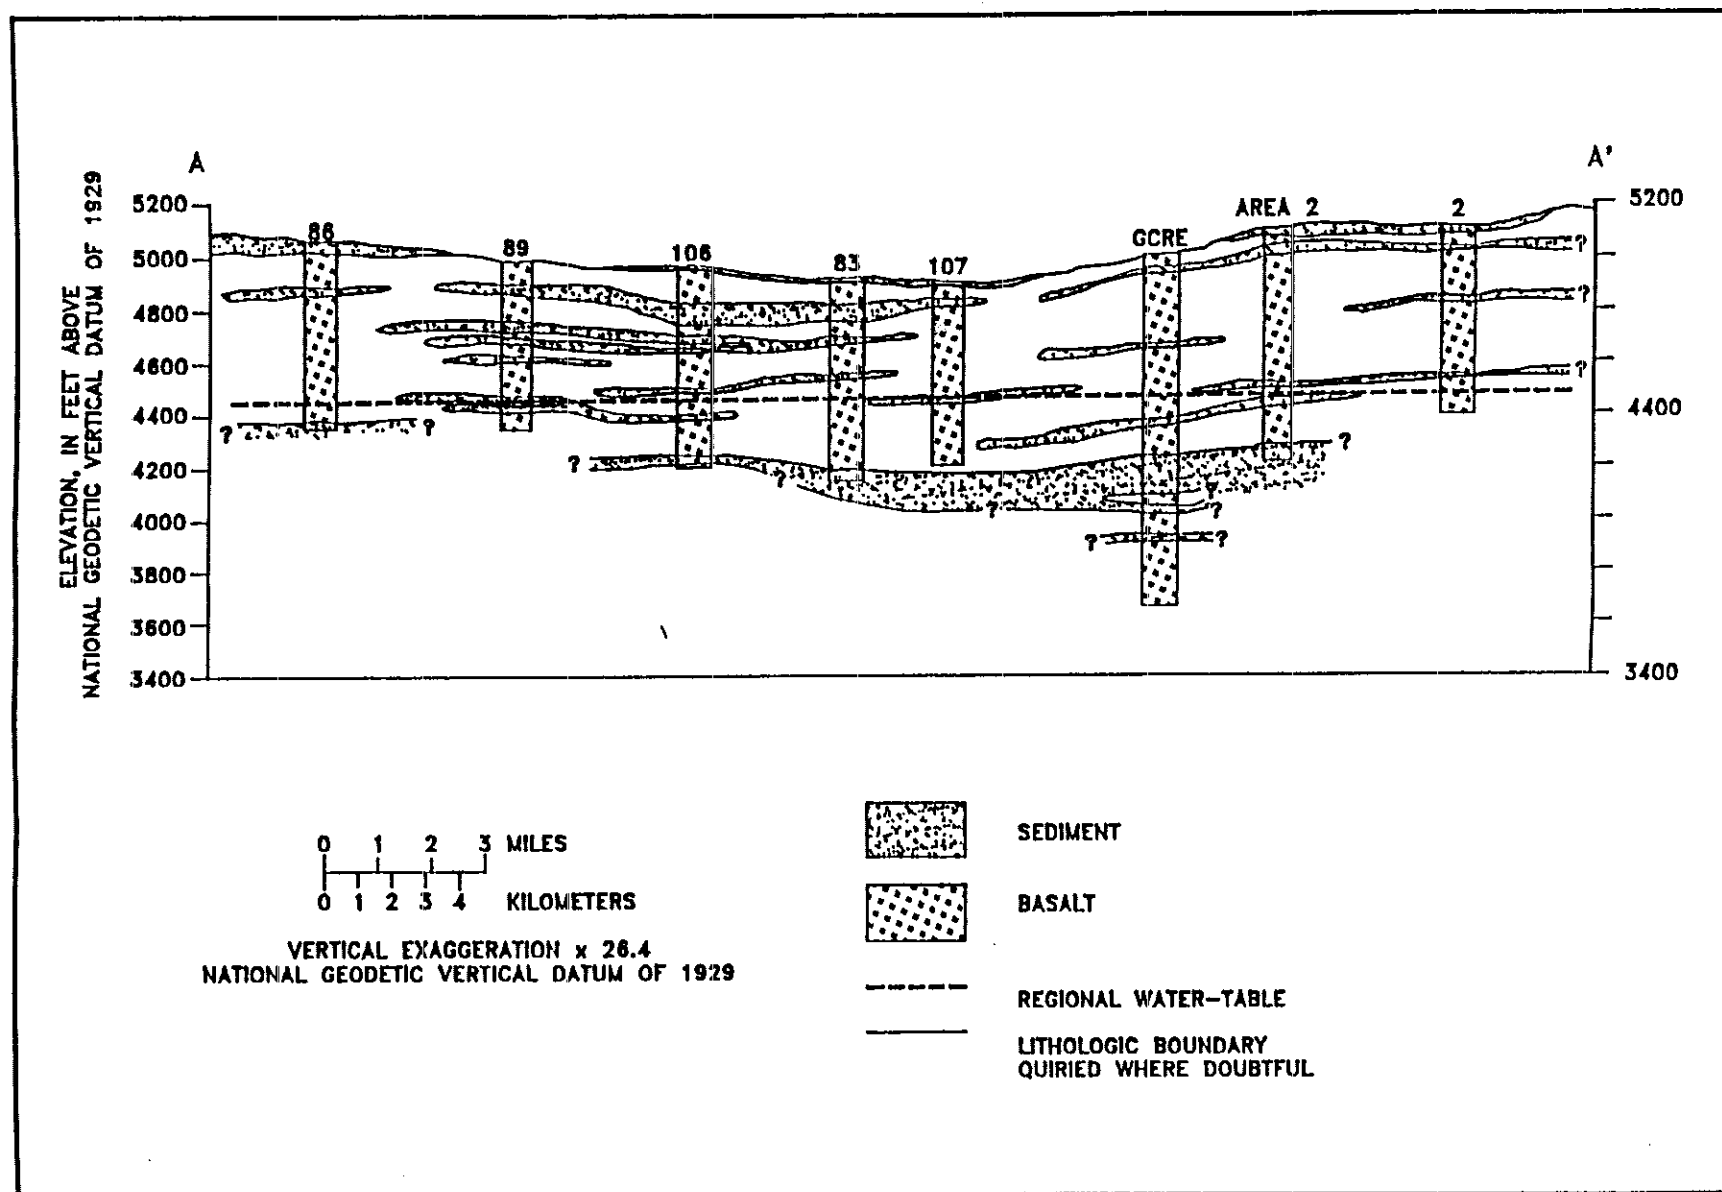 A
A'
ELEVATION, IN FEET ABOVE
NATIONAL GEODETIC VERTICAL DATUM OF 1929
5200
5000
4800
4600
4400
4200
4000
3800
3600
3400
86
89
106
83
107
GCRE
AREA 2
2
5200
4400
3400
?
?
?
?
?
?
?
?
?
?
?
?
?
?
0 1 2 3 MILES
0 1 2 3 4 KILOMETERS
VERTICAL EXAGGERATION x 26.4
NATIONAL GEODETIC VERTICAL DATUM OF 1929
SEDIMENT
BASALT
REGIONAL WATER-TABLE
LITHOLOGIC BOUNDARY
QUIRIED WHERE DOUBTFUL